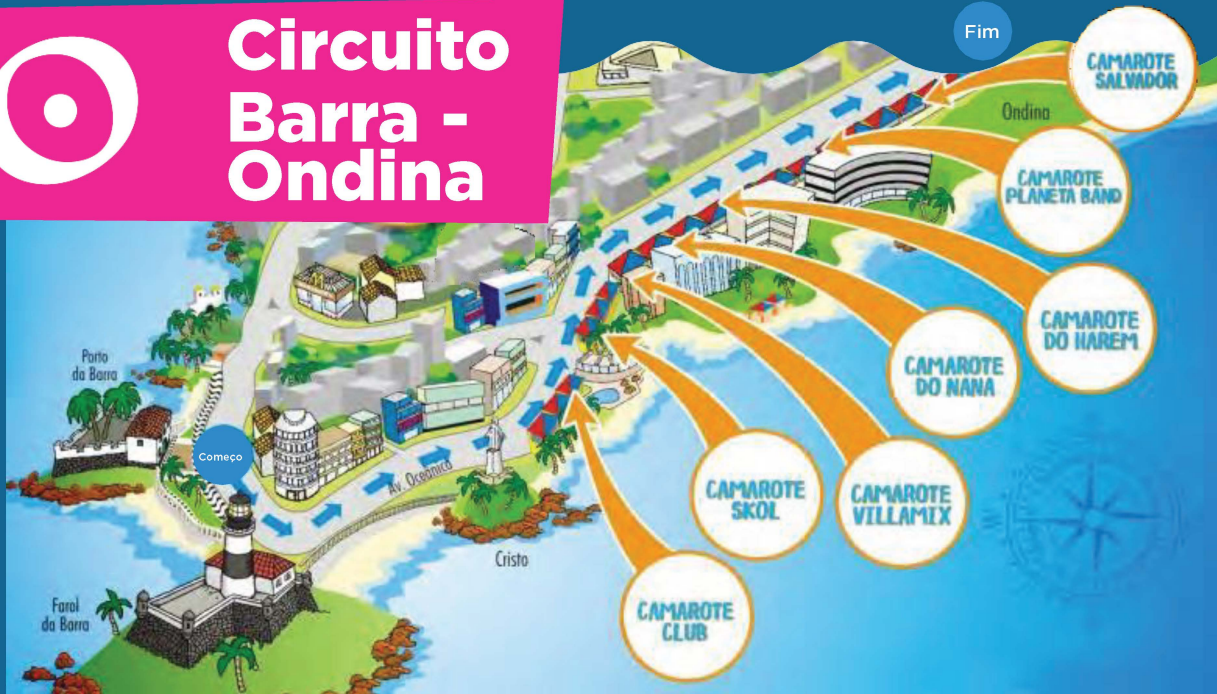 Circuito
Barra -
Ondina
Fim
CAMAROTE
SALVADOR
Ondina
CAMAROTE
PLANETA BAND
CAMAROTE
DO HAREM
CAMAROTE
DO NANA
Porto
da Barra
Começo
Av. Oceânica
CAMAROTE
SKOL
CAMAROTE
VILLAMIX
Cristo
Farol
da Barra
CAMAROTE
CLUB